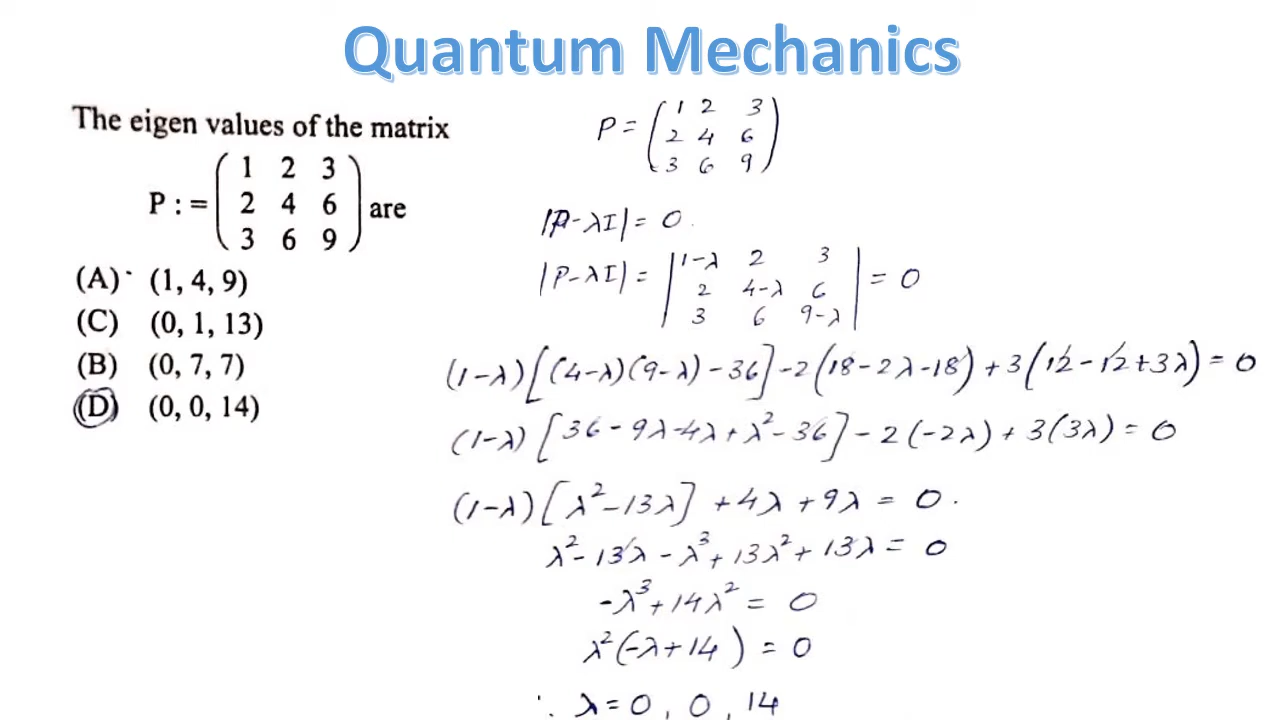 Quantum Mechanics
The eigen values of the matrix
P : = ( 1 2 3
2 4 6
3 6 9 ) are
(A) (1, 4, 9)
(C) (0, 1, 13)
(B) (0, 7, 7)
(D) (0, 0, 14)
P = ( 1 2 3
2 4 6
3 6 9 )
|P-λI| = 0.
|P-λI| = | 1-λ 2 3
2 4-λ 6
3 6 9-λ | = 0
(1-λ)[(4-λ)(9-λ)-36]-2(18-2λ-18)+3(12-12+3λ)=0
(1-λ)[36-9λ-4λ+λ²-36]-2(-2λ)+3(3λ)=0
(1-λ)[λ²-13λ]+4λ+9λ=0.
λ²-13λ-λ³+13λ²+13λ=0
-λ³+14λ²=0
λ²(-λ+14)=0
∴ λ=0, 0, 14